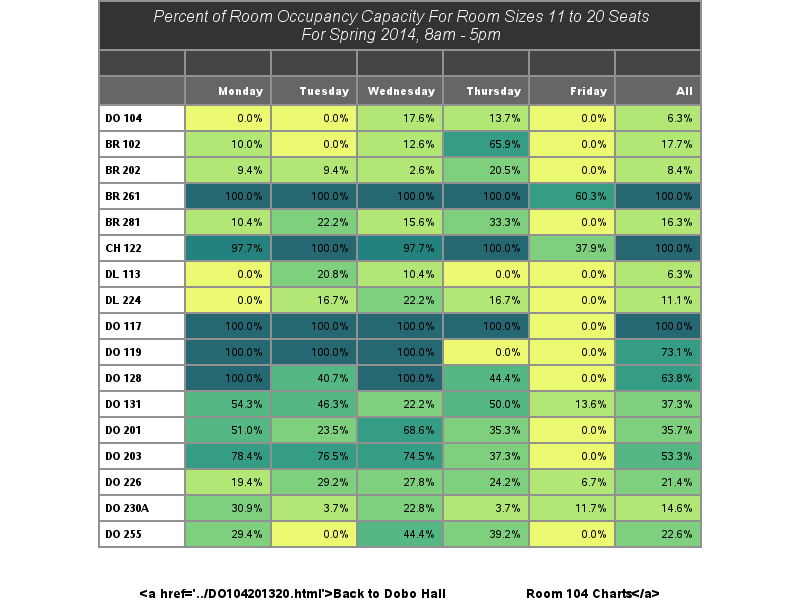 Percent of Room Occupancy Capacity For Room Sizes 11 to 20 Seats
For Spring 2014, 8am - 5pm
Monday Tuesday Wednesday Thursday Friday All
DO 104 0.0% 0.0% 17.6% 13.7% 0.0% 6.3%
BR 102 10.0% 0.0% 12.6% 65.9% 0.0% 17.7%
BR 202 9.4% 9.4% 2.6% 20.5% 0.0% 8.4%
BR 261 100.0% 100.0% 100.0% 100.0% 60.3% 100.0%
BR 281 10.4% 22.2% 15.6% 33.3% 0.0% 16.3%
CH 122 97.7% 100.0% 97.7% 100.0% 37.9% 100.0%
DL 113 0.0% 20.8% 10.4% 0.0% 0.0% 6.3%
DL 224 0.0% 16.7% 22.2% 16.7% 0.0% 11.1%
DO 117 100.0% 100.0% 100.0% 100.0% 0.0% 100.0%
DO 119 100.0% 100.0% 100.0% 0.0% 0.0% 73.1%
DO 128 100.0% 40.7% 100.0% 44.4% 0.0% 63.8%
DO 131 54.3% 46.3% 22.2% 50.0% 13.6% 37.3%
DO 201 51.0% 23.5% 68.6% 35.3% 0.0% 35.7%
DO 203 78.4% 76.5% 74.5% 37.3% 0.0% 53.3%
DO 226 19.4% 29.2% 27.8% 24.2% 6.7% 21.4%
DO 230A 30.9% 3.7% 22.8% 3.7% 11.7% 14.6%
DO 255 29.4% 0.0% 44.4% 39.2% 0.0% 22.6%
<a href='../DO104201320.html'>Back to Dobo Hall Room 104 Charts</a>